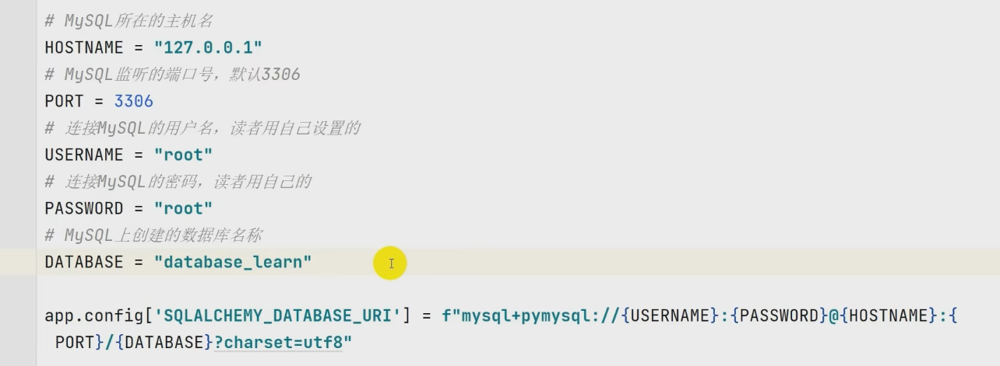 # MySQL所在的主机名
HOSTNAME = "127.0.0.1"
# MySQL监听的端口号，默认3306
PORT = 3306
# 连接MySQL的用户名，读者用自己设置的
USERNAME = "root"
# 连接MySQL的密码，读者用自己的
PASSWORD = "root"
# MySQL上创建的数据库名称
DATABASE = "database_learn"
app.config['SQLALCHEMY_DATABASE_URI'] = f"mysql+pymysql://{USERNAME}:{PASSWORD}@{HOSTNAME}:{
PORT}/{DATABASE}?charset=utf8"